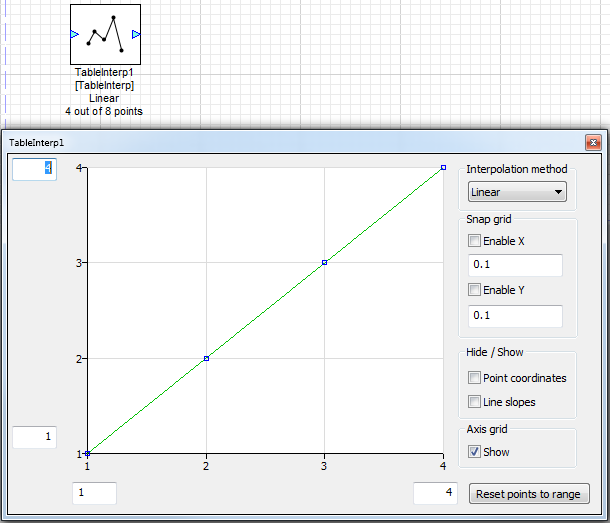 TableInterp1
[TableInterp]
Linear
4 out of 8 points
TableInterp1
4
4
3
2
1
1
1
2
3
4
1
4
Interpolation method
Linear
Snap grid
Enable X
0.1
Enable Y
0.1
Hide / Show
Point coordinates
Line slopes
Axis grid
Show
Reset points to range